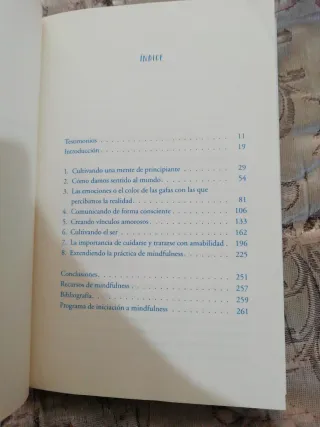 ÍNDICE
Testimonios . . . . . . . . . . . . . . . . . . . . . . . . . . . 11
Introducción . . . . . . . . . . . . . . . . . . . . . . . . . . . 19
1. Cultivando una mente de principiante . . . . . . . . . . . . 29
2. Cómo damos sentido al mundo . . . . . . . . . . . . . . . 54
3. Las emociones o el color de las gafas con las que
percibimos la realidad . . . . . . . . . . . . . . . . . . . 81
4. Comunicando de forma consciente . . . . . . . . . . . . . 106
5. Creando vínculos amorosos . . . . . . . . . . . . . . . . 133
6. Cultivando el ser . . . . . . . . . . . . . . . . . . . . . 162
7. La importancia de cuidarte y tratarte con amabilidad . . 196
8. Extendiendo la práctica de mindfulness . . . . . . . . . . 225
Conclusiones . . . . . . . . . . . . . . . . . . . . . . . . . 251
Recursos de mindfulness . . . . . . . . . . . . . . . . . . . 257
Bibliografía . . . . . . . . . . . . . . . . . . . . . . . . . . 259
Programa de iniciación a mindfulness . . . . . . . . . . . . 261